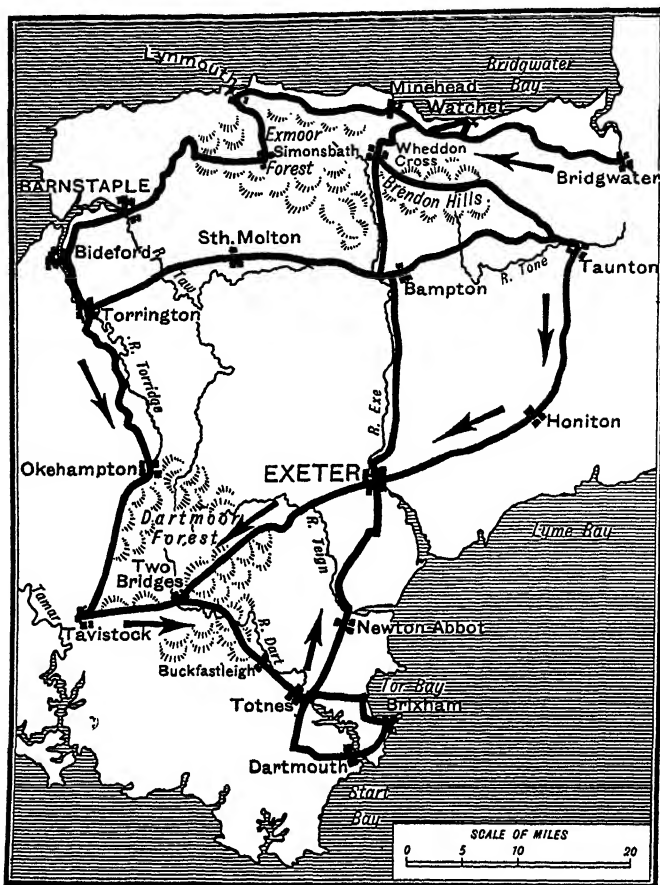 Lynmouth
Bridgwater
Bay
Minehead
Watchet
Exmoor
Simonsbath
Forest
Wheddon
Cross
Bridgwater
BARNSTAPLE
Brendon Hills
Bideford
Sth. Molton
R. Taw
R. Tone
Taunton
Bampton
Torrington
R. Torridge
R. Exe
Honiton
Okehampton
EXETER
Dartmoor
Forest
R. Teign
Lyme Bay
Two
Bridges
Tamar
Tavistock
R. Dart
Newton Abbot
Buckfastleigh
Totnes
Tor Bay
Brixham
Dartmouth
Start
Bay
SCALE OF MILES
0 10 20